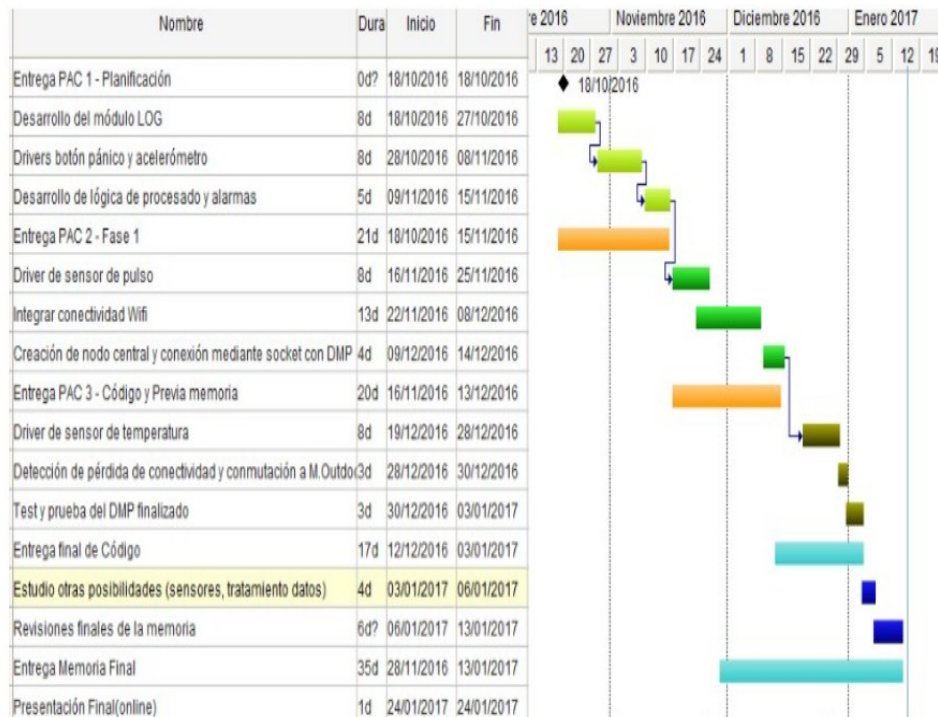 Nombre Dura Inicio Fin
e 2016 Noviembre 2016 Diciembre 2016 Enero 2017
13 20 27 3 10 17 24 1 8 15 22 29 5 12 19
Entrega PAC 1 - Planificación 0d? 18/10/2016 18/10/2016
18/10/2016
Desarrollo del módulo LOG 8d 18/10/2016 27/10/2016
Drivers botón pánico y acelerómetro 8d 28/10/2016 08/11/2016
Desarrollo de lógica de procesado y alarmas 5d 09/11/2016 15/11/2016
Entrega PAC 2 - Fase 1 21d 18/10/2016 15/11/2016
Driver de sensor de pulso 8d 16/11/2016 25/11/2016
Integrar conectividad Wifi 13d 22/11/2016 08/12/2016
Creación de nodo central y conexión mediante socket con DMP 4d 09/12/2016 14/12/2016
Entrega PAC 3 - Código y Previa memoria 20d 16/11/2016 13/12/2016
Driver de sensor de temperatura 8d 19/12/2016 28/12/2016
Detección de pérdida de conectividad y conmutación a M.Outdoo 3d 28/12/2016 30/12/2016
Test y prueba del DMP finalizado 3d 30/12/2016 03/01/2017
Entrega final de Código 17d 12/12/2016 03/01/2017
Estudio otras posibilidades (sensores, tratamiento datos) 4d 03/01/2017 06/01/2017
Revisiones finales de la memoria 6d? 06/01/2017 13/01/2017
Entrega Memoria Final 35d 28/11/2016 13/01/2017
Presentación Final(online) 1d 24/01/2017 24/01/2017